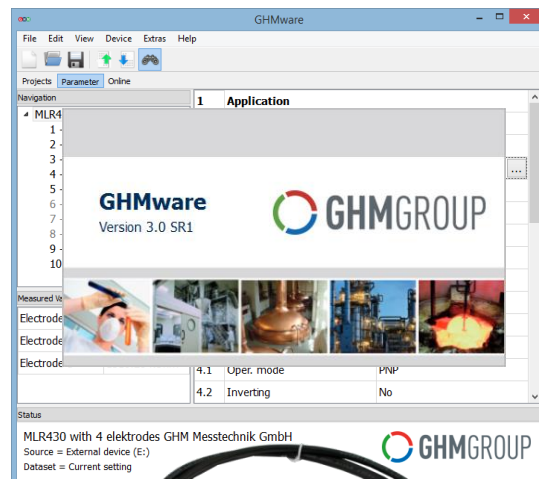 GHMware
File Edit View Device Extras Help
Projects Parameter Online
Navigation
1 Application
MLR4
1 -
2 -
3 -
4 -
5 -
6 -
7 -
8 -
9 -
10
...
GHMware
Version 3.0 SR1
GHMGROUP
Measured Va
Electrode
Electrode
Electrode
4.1 Oper. mode PNP
4.2 Inverting No
Status
MLR430 with 4 elektrodes GHM Messtechnik GmbH
Source = External device (E:)
Dataset = Current setting
GHMGROUP